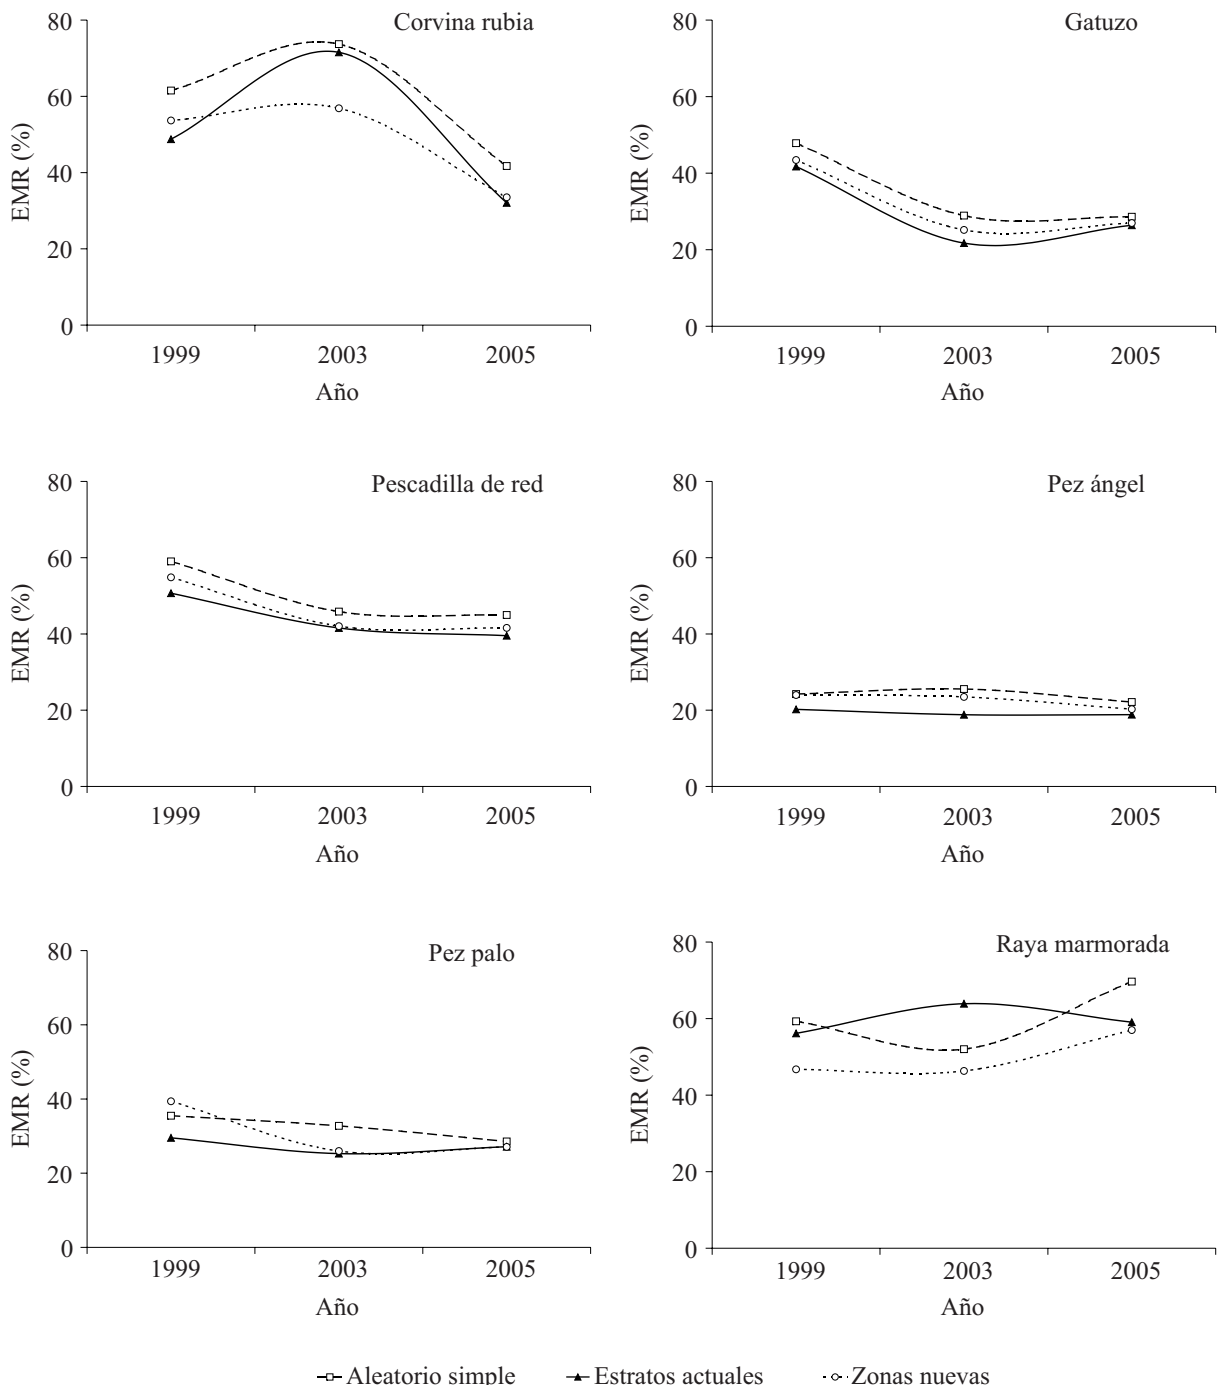 Corvina rubia
80
60
40
20
0
EMR (%)
1999 2003 2005
Año
Gatuzo
80
60
40
20
0
EMR (%)
1999 2003 2005
Año
Pescadilla de red
80
60
40
20
0
EMR (%)
1999 2003 2005
Año
Pez ángel
80
60
40
20
0
EMR (%)
1999 2003 2005
Año
Pez palo
80
60
40
20
0
EMR (%)
1999 2003 2005
Año
Raya marmorada
80
60
40
20
0
EMR (%)
1999 2003 2005
Año
Aleatorio simple Estratos actuales Zonas nuevas